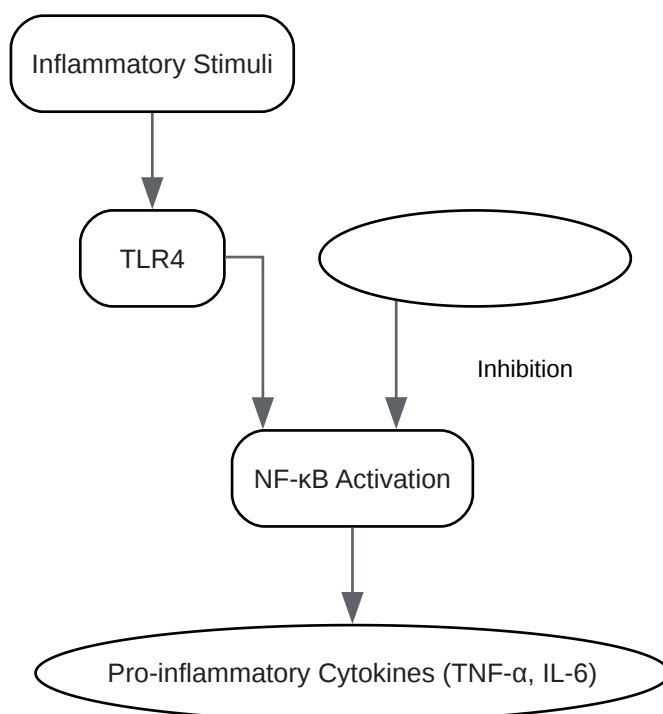 Inflammatory Stimuli
TLR4
Inhibition
NF-κB Activation
Pro-inflammatory Cytokines (TNF-α, IL-6)